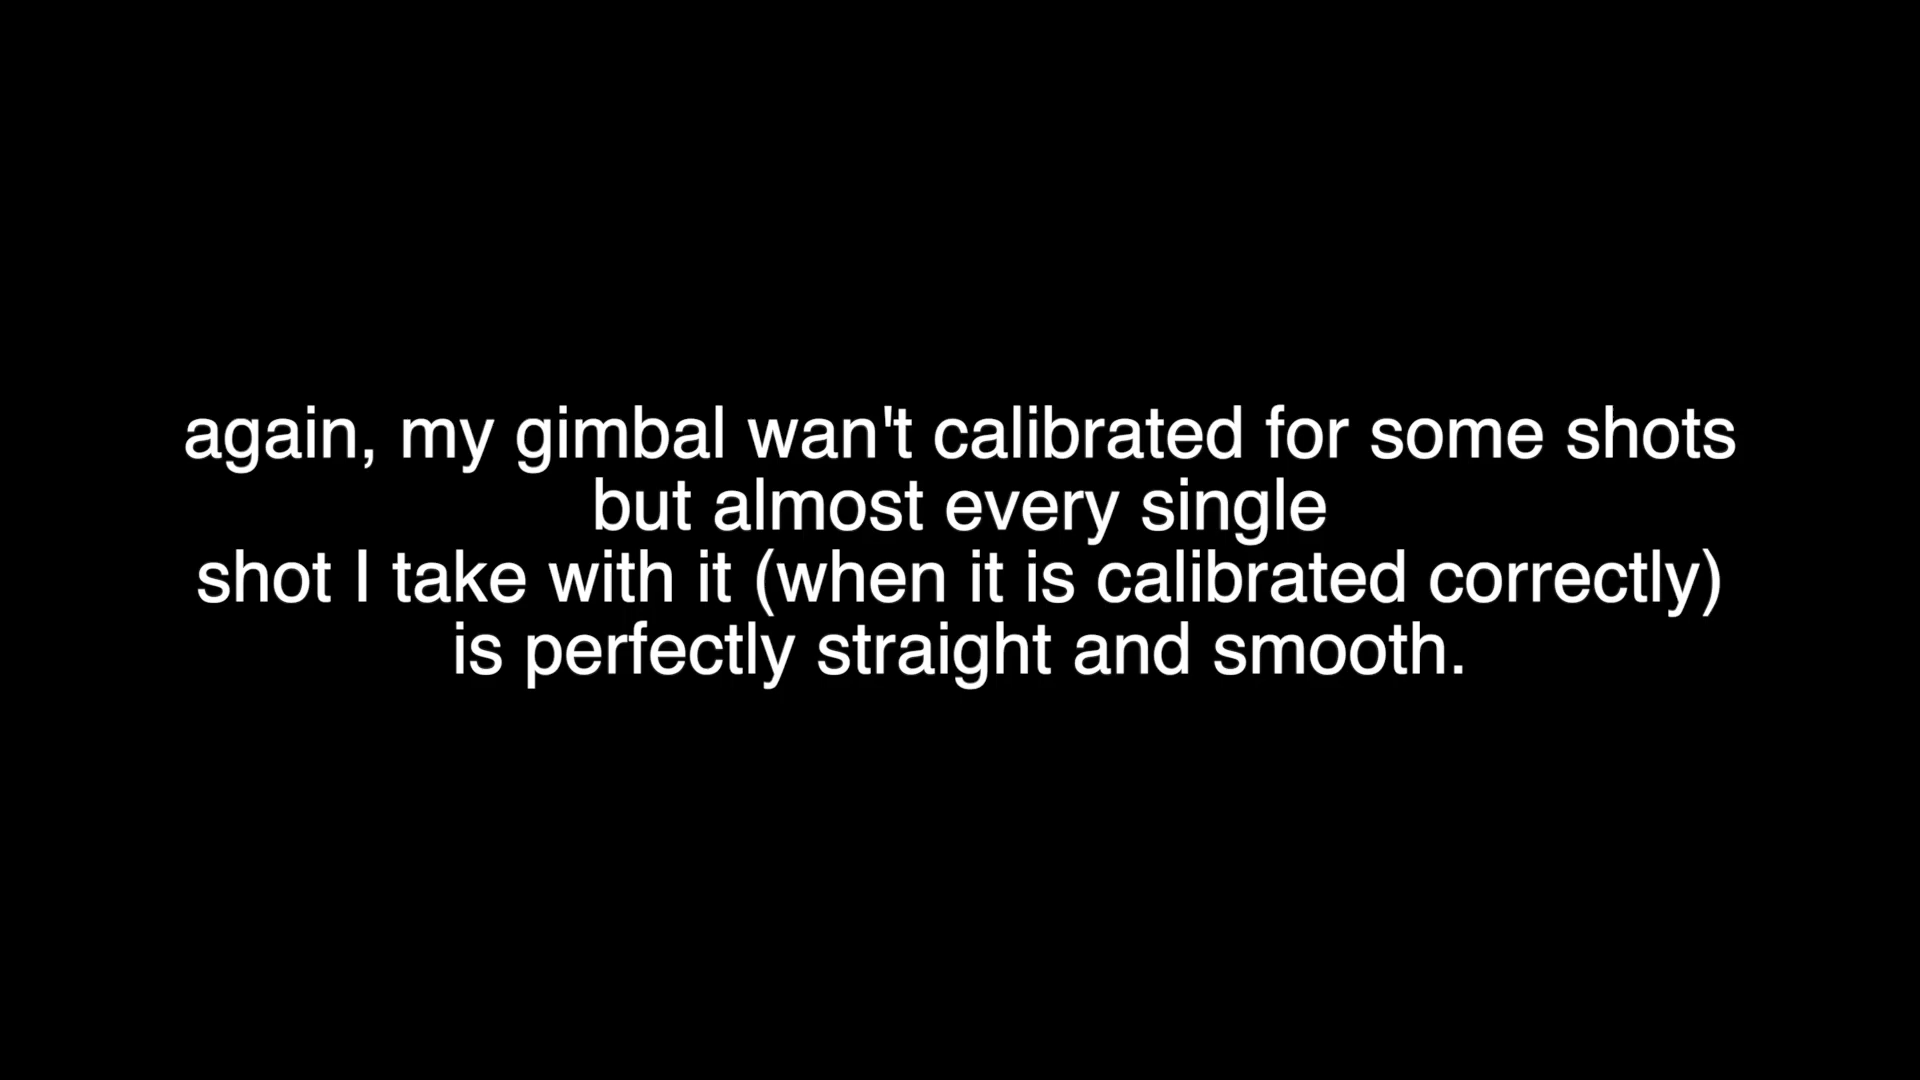 again, my gimbal wan't calibrated for some shots
but almost every single
shot I take with it (when it is calibrated correctly)
is perfectly straight and smooth.